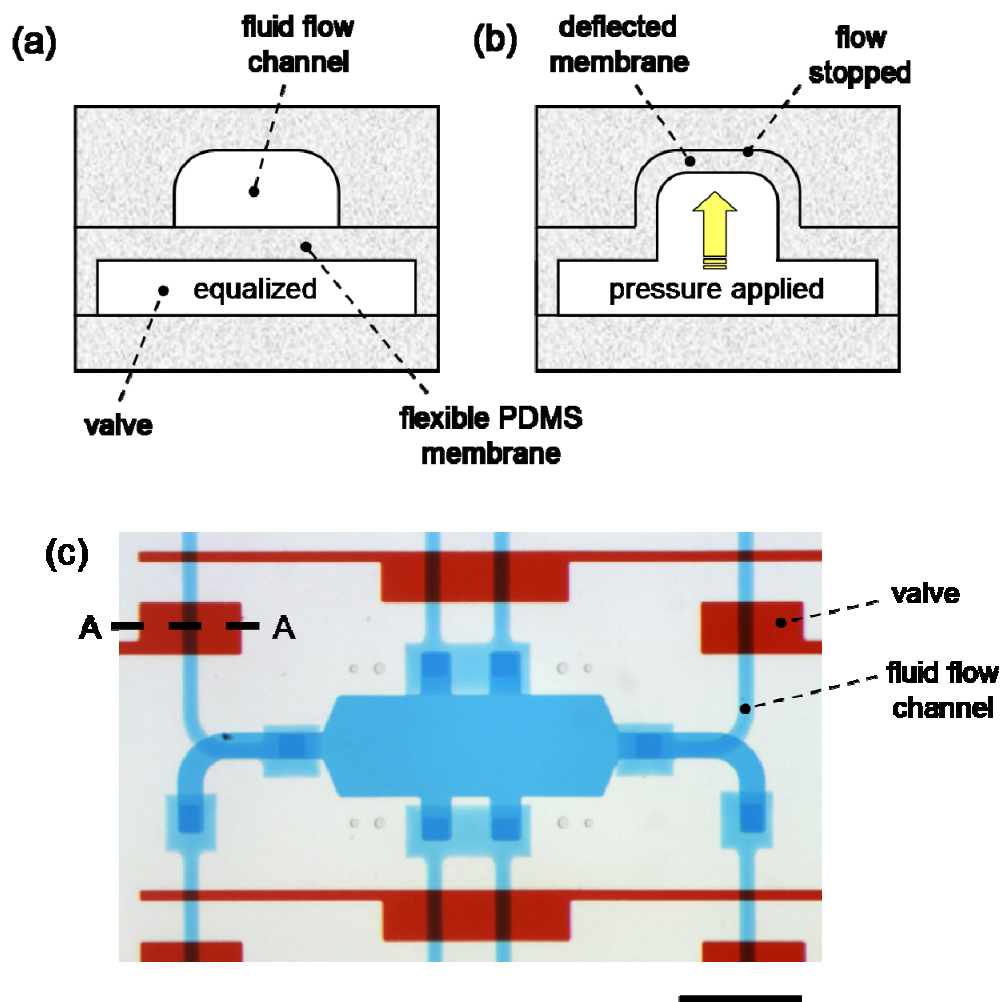 (a)
fluid flow
channel
equalized
valve
flexible PDMS
membrane
(b)
deflected
membrane
flow
stopped
pressure applied
(c)
A
A
valve
fluid flow
channel